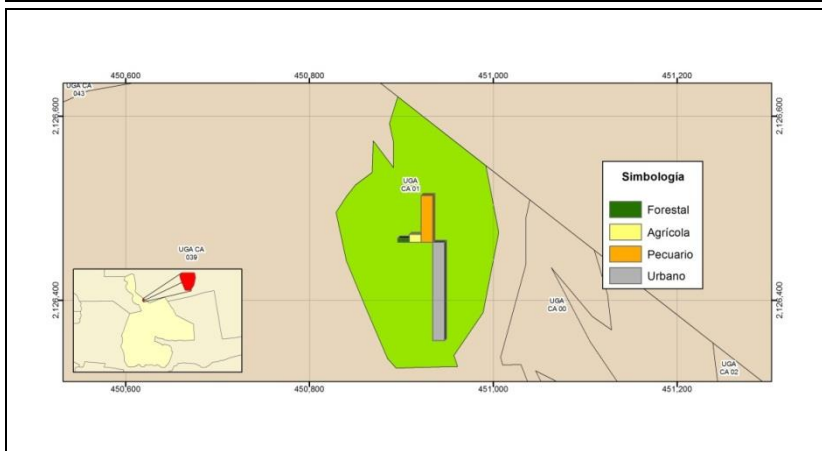 450,600 450,800 451,000 451,200
UGA CA
043
2,126,600
2,126,600
UGA
CA 01
Simbología
Forestal
Agrícola
Pecuario
Urbano
UGA CA
039
2,126,400
2,126,400
UGA
CA 00
UGA
CA 02
450,600 450,800 451,000 451,200